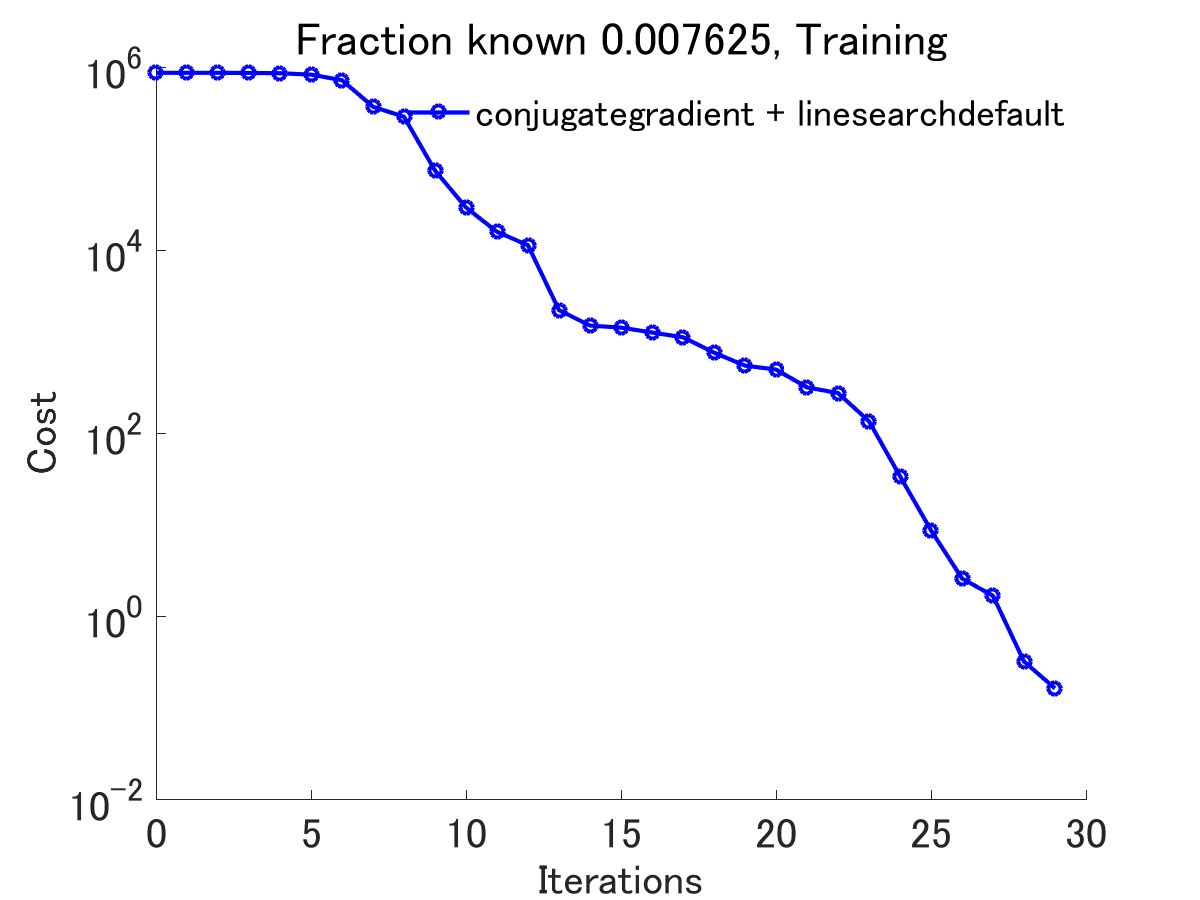 Fraction known 0.007625, Training
conjugategradient + linesearchdefault
10^6
10^4
10^2
10^0
10^-2
Cost
0 5 10 15 20 25 30
Iterations